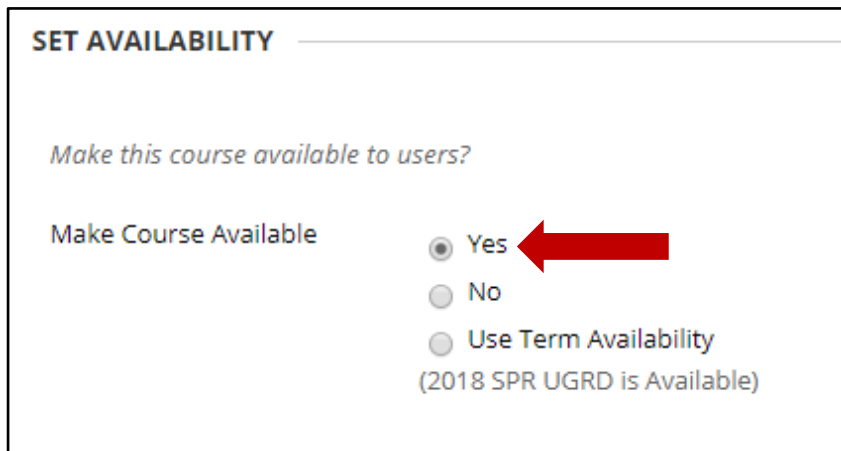 SET AVAILABILITY
Make this course available to users?
Make Course Available
Yes
No
Use Term Availability
(2018 SPR UGRD is Available)